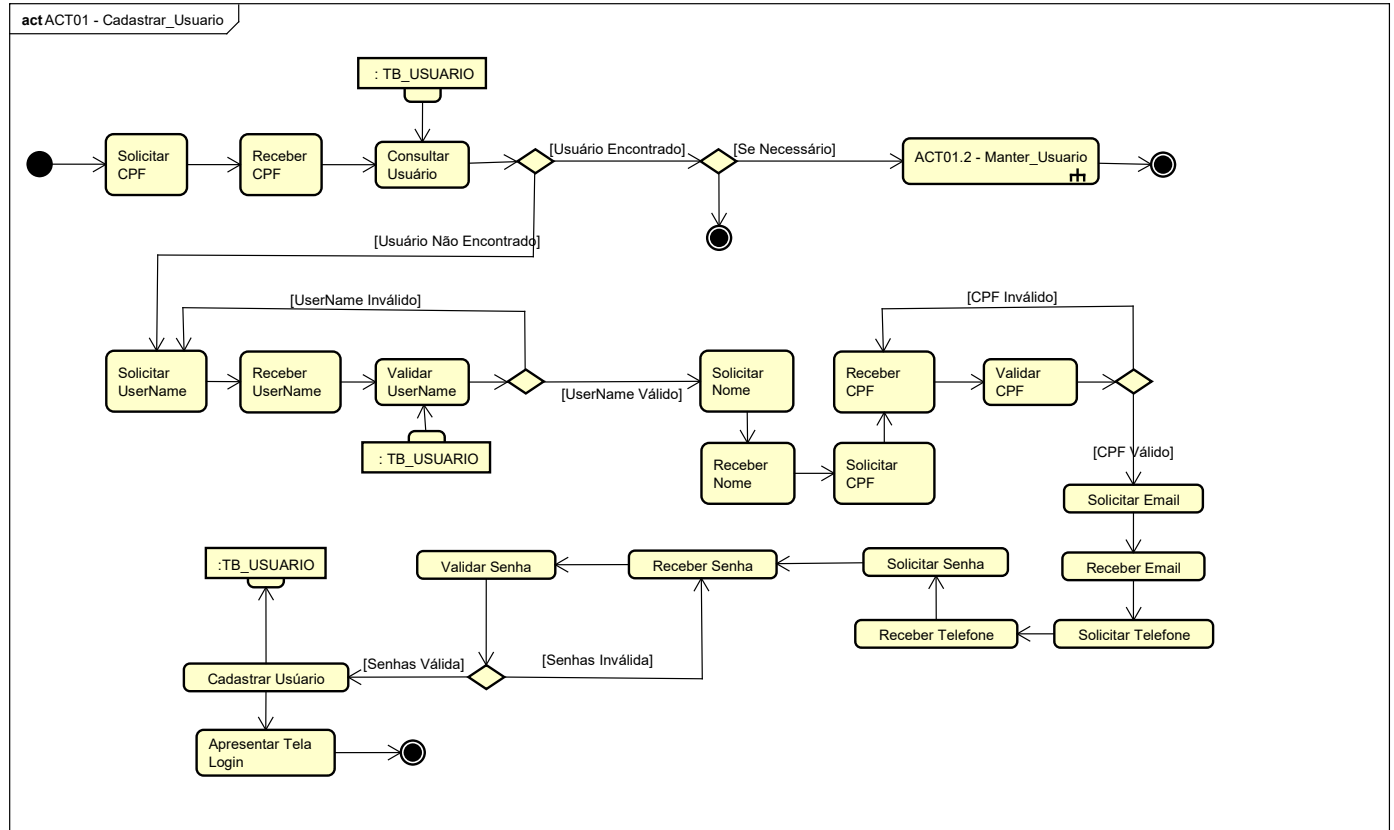 act ACT01 - Cadastrar_Usuario
: TB_USUARIO
Solicitar
CPF
Receber
CPF
Consultar
Usuário
[Usuário Encontrado]
[Se Necessário]
ACT01.2 - Manter_Usuario
[Usuário Não Encontrado]
[UserName Inválido]
[CPF Inválido]
Solicitar
UserName
Receber
UserName
Validar
UserName
[UserName Válido]
Solicitar
Nome
Receber
CPF
Validar
CPF
: TB_USUARIO
Receber
Nome
Solicitar
CPF
[CPF Válido]
Solicitar Email
:TB_USUARIO
Validar Senha
Receber Senha
Solicitar Senha
Receber Email
Receber Telefone
Solicitar Telefone
[Senhas Válida]
[Senhas Inválida]
Cadastrar Usúario
Apresentar Tela
Login